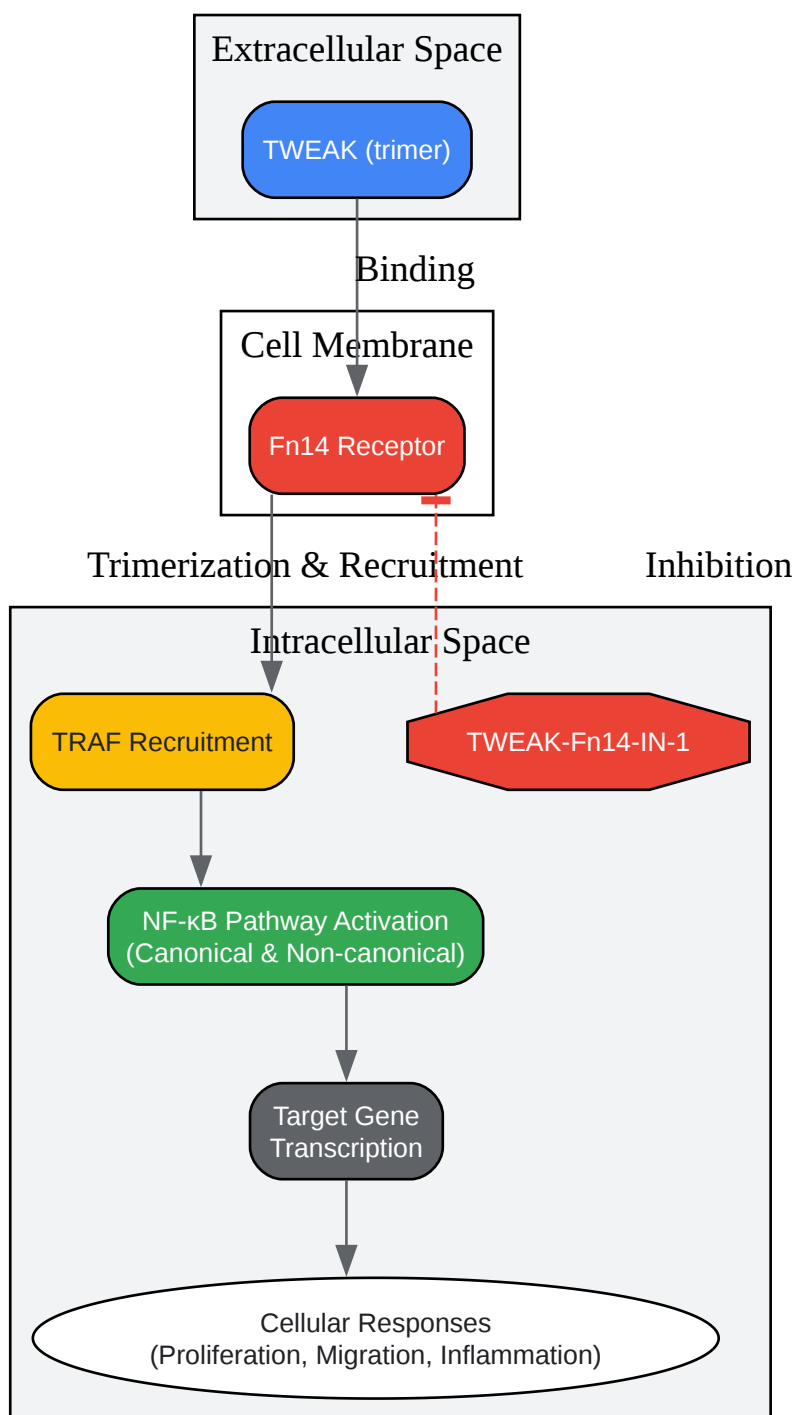 Extracellular Space
TWEAK (trimer)
Binding
Cell Membrane
Fn14 Receptor
Trimerization & Recruitment
Inhibition
Intracellular Space
TRAF Recruitment
TWEAK-Fn14-IN-1
NF-κB Pathway Activation
(Canonical & Non-canonical)
Target Gene
Transcription
Cellular Responses
(Proliferation, Migration, Inflammation)